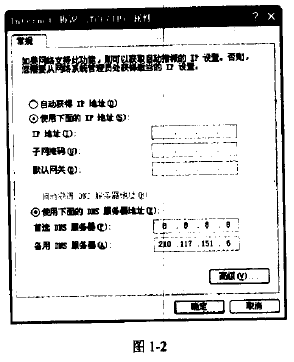 Internet 协议 (TCP/IP) 属性
常规
如果网络支持此功能，则可以获取自动指派的 IP 设置。否则，
您需要从网络系统管理员处获得适当的 IP 设置。
自动获得 IP 地址(O)
使用下面的 IP 地址(S):
IP 地址(I):
子网掩码(U):
默认网关(D):
自动获得 DNS 服务器地址(B)
使用下面的 DNS 服务器地址(E):
首选 DNS 服务器(P):
备用 DNS 服务器(A): 210 .117 .151 . 6
高级(V)
确定
取消
图 1-2